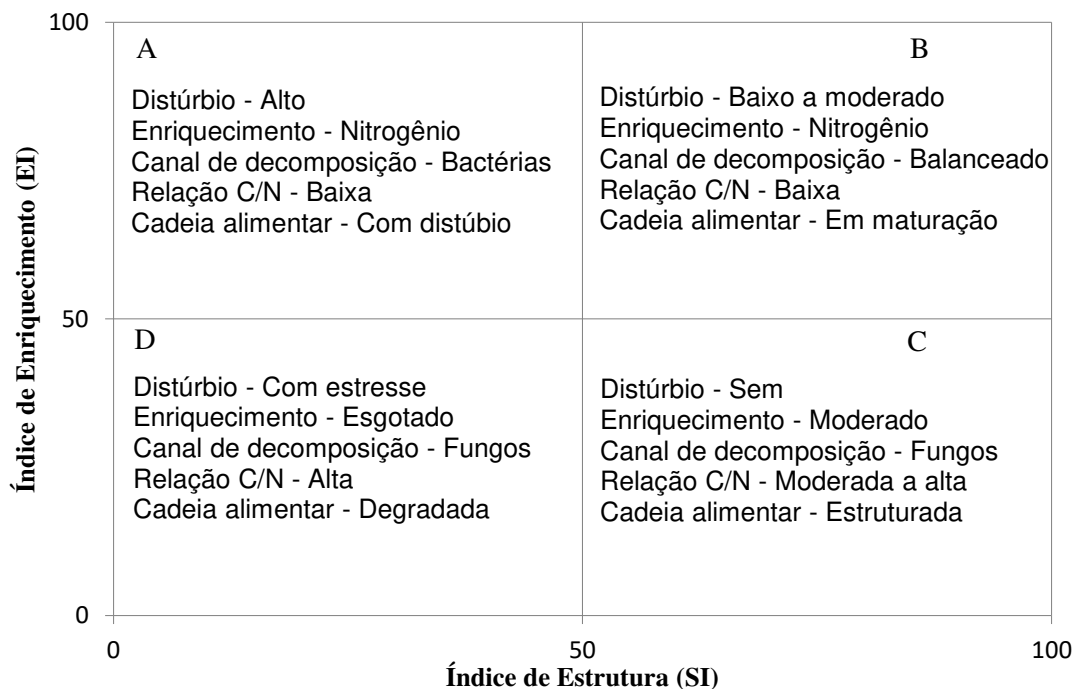 100
A
Distúrbio - Alto
Enriquecimento - Nitrogênio
Canal de decomposição - Bactérias
Relação C/N - Baixa
Cadeia alimentar - Com distúbio
B
Distúrbio - Baixo a moderado
Enriquecimento - Nitrogênio
Canal de decomposição - Balanceado
Relação C/N - Baixa
Cadeia alimentar - Em maturação
Índice de Enriquecimento (EI)
50
D
Distúrbio - Com estresse
Enriquecimento - Esgotado
Canal de decomposição - Fungos
Relação C/N - Alta
Cadeia alimentar - Degradada
C
Distúrbio - Sem
Enriquecimento - Moderado
Canal de decomposição - Fungos
Relação C/N - Moderada a alta
Cadeia alimentar - Estruturada
0
0
50
100
Índice de Estrutura (SI)